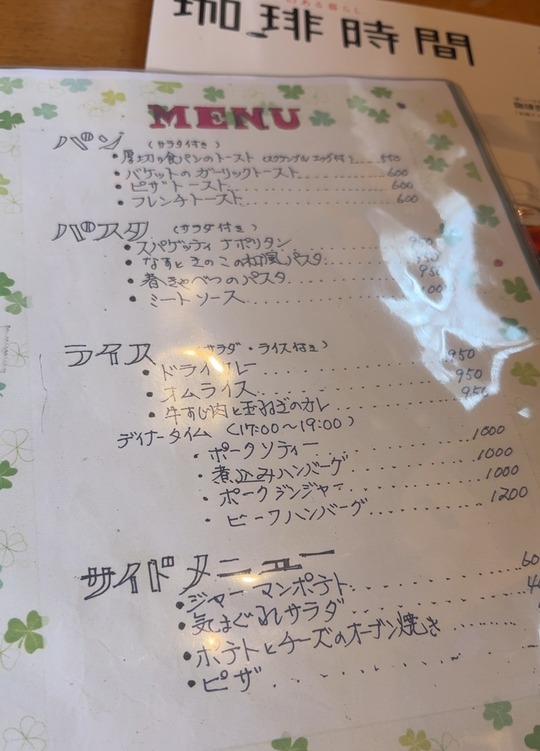 珈琲時間
MENU
パン (サラダ付き)
・厚切り食パンのトースト (スクランブルエッグ付)......550
・バゲットのガーリックトースト............600
・ピザトースト............600
・フレンチトースト............600
パスタ (サラダ付き)
・スパゲッティナポリタン............950
・なすときのこの和風パスタ............
・春きゃべつのパスタ............950
・ミートソース............
ライス (サラダ・ライス付き)
・ドライカレー............950
・オムライス............950
・牛すじ肉と玉ねぎのカレー............950
ディナータイム (17:00〜19:00)
・ポークソティー............1000
・煮込みハンバーグ............1000
・ポークジンジャー............1000
・ビーフハンバーグ............1200
サイドメニュー
・ジャーマンポテト............
・気まぐれサラダ............
・ポテトとチーズのオーブン焼き............
・ピザ............